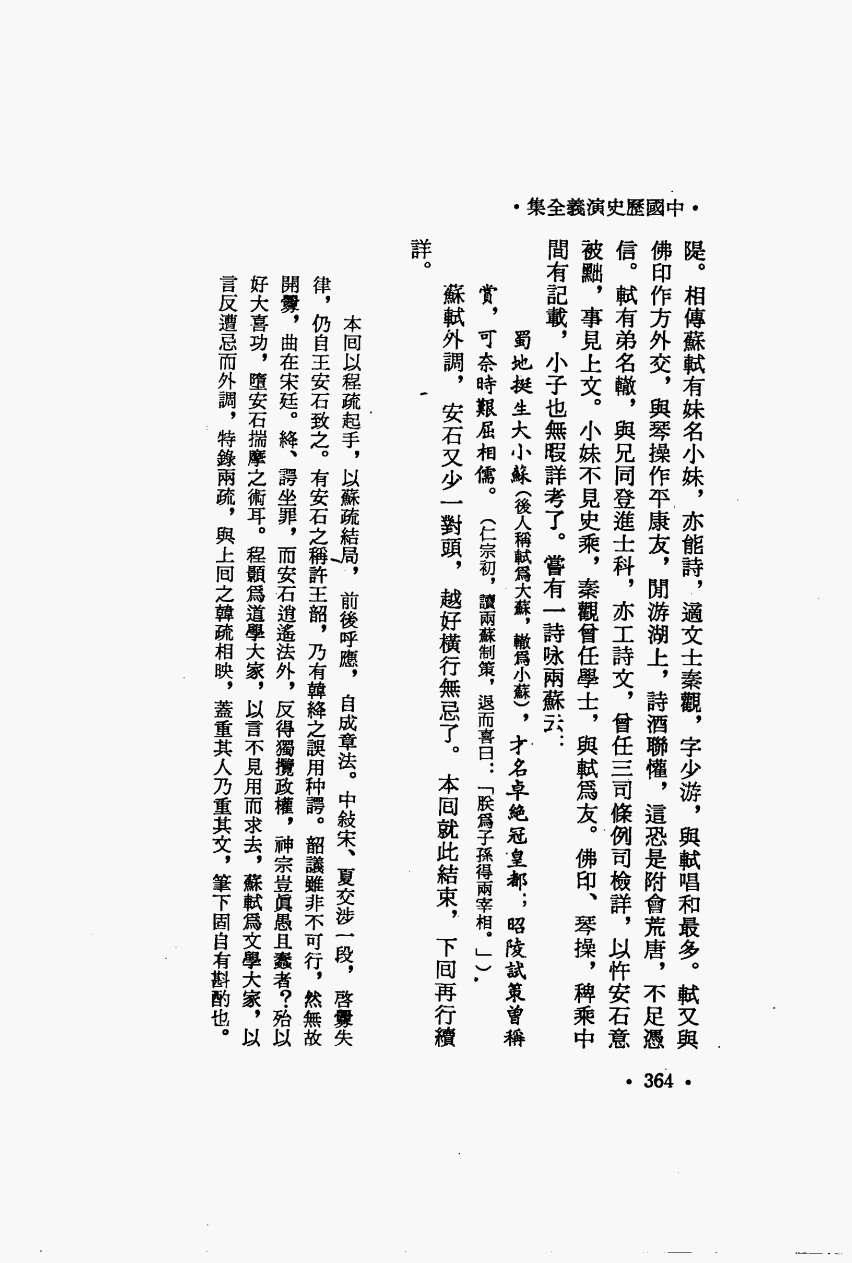 ·中國歷史演義全集·
隄。相傳蘇軾有妹名小妹，亦能詩，適文士秦觀，字少游，與軾唱和最多。軾又與
佛印作方外交，與琴操作平康友，閒游湖上，詩酒聯懽，這恐是附會荒唐，不足憑
信。軾有弟名轍，與兄同登進士科，亦工詩文，曾任三司條例司檢詳，以忤安石意
被黜，事見上文。小妹不見史乘，秦觀曾任學士，與軾爲友。佛印、琴操，稗乘中
間有記載，小子也無暇詳考了。嘗有一詩咏兩蘇云：
蜀地挺生大小蘇（後人稱軾爲大蘇，轍爲小蘇），才名卓絶冠皇都；昭陵試策曾稱
賞，可奈時艱屈相儒。（仁宗初，讀兩蘇制策，退而喜曰：「朕爲子孫得兩宰相。」）
蘇軾外調，安石又少一對頭，越好橫行無忌了。本回就此結束，下回再行續
詳。
本回以程疏起手，以蘇疏結局，前後呼應，自成章法。中敍宋、夏交涉一段，啓釁失
律，仍自王安石致之。有安石之稱許王韶，乃有韓絳之誤用种諤。韶議雖非不可行，然無故
開釁，曲在宋廷。絳、諤坐罪，而安石逍遙法外，反得獨攬政權，神宗豈眞愚且蠢者？殆以
好大喜功，墮安石揣摩之術耳。程顥爲道學大家，以言不見用而求去，蘇軾爲文學大家，以
言反遭忌而外調，特錄兩疏，與上回之韓疏相映，蓋重其人乃重其文，筆下固自有斟酌也。
·364·